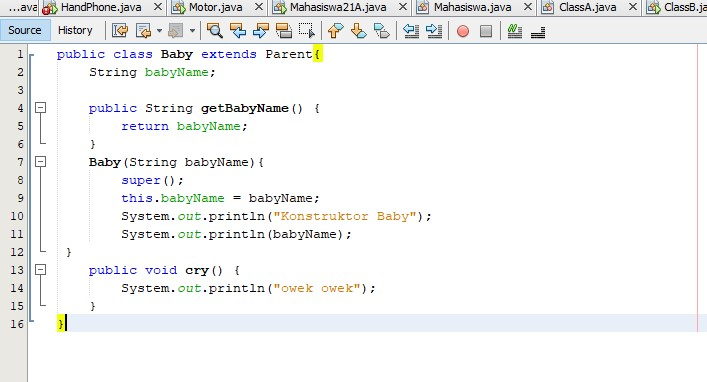 ...ava HandPhone.java Motor.java Mahasiswa21A.java Mahasiswa.java ClassA.java ClassB.ja
Source History
1 public class Baby extends Parent{
2 String babyName;
3
4 public String getBabyName() {
5 return babyName;
6 }
7 Baby(String babyName){
8 super();
9 this.babyName = babyName;
10 System.out.println("Konstruktor Baby");
11 System.out.println(babyName);
12 }
13 public void cry() {
14 System.out.println("owek owek");
15 }
16 }